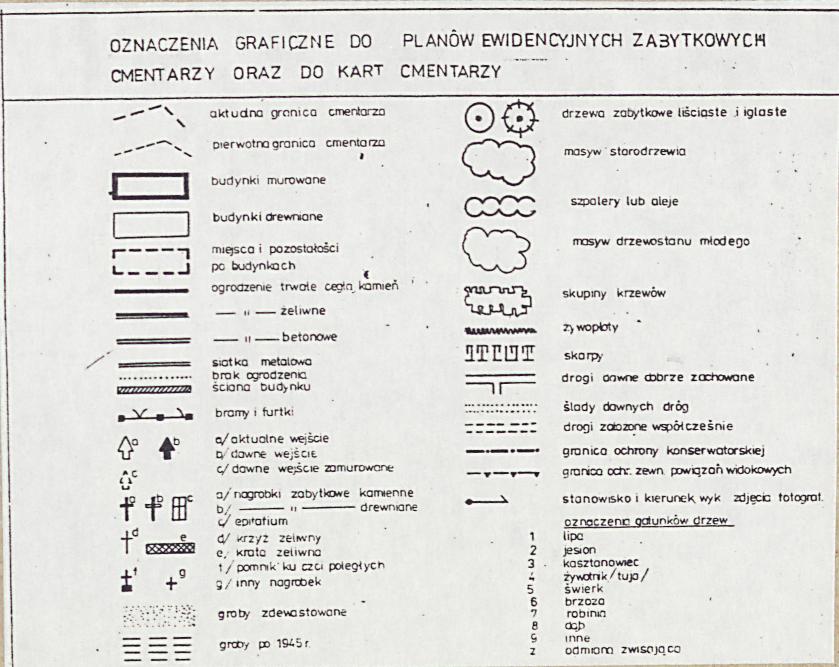 OZNACZENIA GRAFICZNE DO PLANÓW EWIDENCYJNYCH ZABYTKOWYCH
CMENTARZY ORAZ DO KART CMENTARZY
aktualna granica cmentarza
pierwotna granica cmentarza
budynki murowane
budynki drewniane
miejsca i pozostałości
po budynkach
ogrodzenie trwałe cegła, kamień
— " — żeliwne
— " — betonowe
siatka metalowa
brak ogrodzenia
ściana budynku
bramy i furtki
a b
c
a/ aktualne wejście
b/ dawne wejście
c/ dawne wejście zamurowane
a b c
d e
f g
a/ nagrobki zabytkowe kamienne
b/ — " — drewniane
c/ epitafium
d/ krzyż żeliwny
e/ krata żeliwna
f/ pomnik ku czci poległych
g/ inny nagrobek
groby zdewastowane
groby po 1945 r.
drzewa zabytkowe liściaste i iglaste
masyw starodrzewia
szpalery lub aleje
masyw drzewostanu młodego
skupiny krzewów
żywopłoty
skarpy
drogi dawne dobrze zachowane
ślady dawnych dróg
drogi założone współcześnie
granica ochrony konserwatorskiej
granica ochr. zewn. powiązań widokowych
stanowisko i kierunek wyk. zdjęcia fotograf.
oznaczenia gatunków drzew
1 lipa
2 jesion
3 kasztanowiec
4 żywotnik /tuja/
5 świerk
6 brzoza
7 robinia
8 dąb
9 inne
z odmiana zwisająca